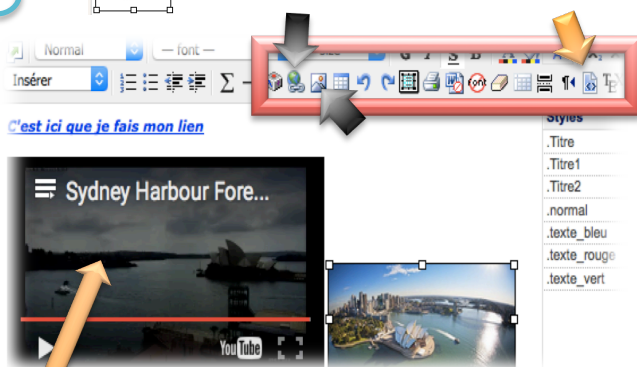 Normal — font —
Insérer Σ font
C'est ici que je fais mon lien
Styles
.Titre
.Titre1
.Titre2
.normal
.texte_bleu
.texte_rouge
.texte_vert
Sydney Harbour Fore...
YouTube